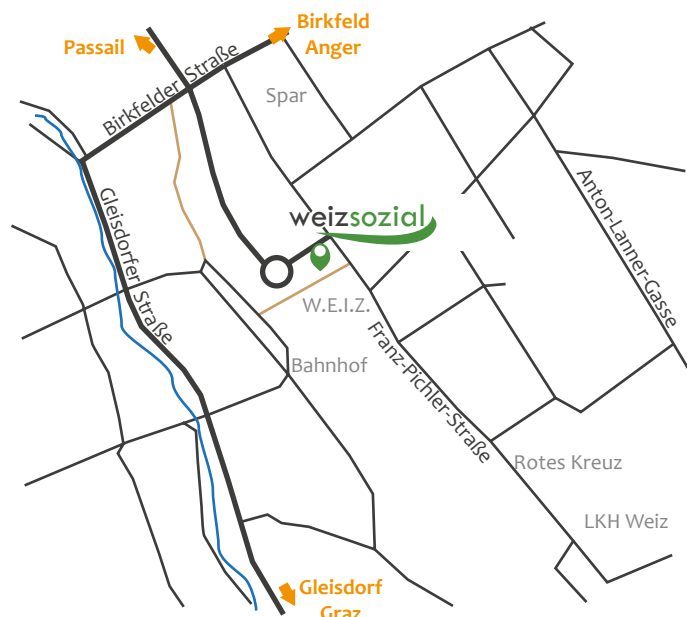 Birkfeld
Anger
Passail
Birkfelder Straße
Spar
Gleisdorfer Straße
Anton-Lanner-Gasse
weizsozial
W.E.I.Z.
Franz-Pichler-Straße
Bahnhof
Rotes Kreuz
LKH Weiz
Gleisdorf
Graz